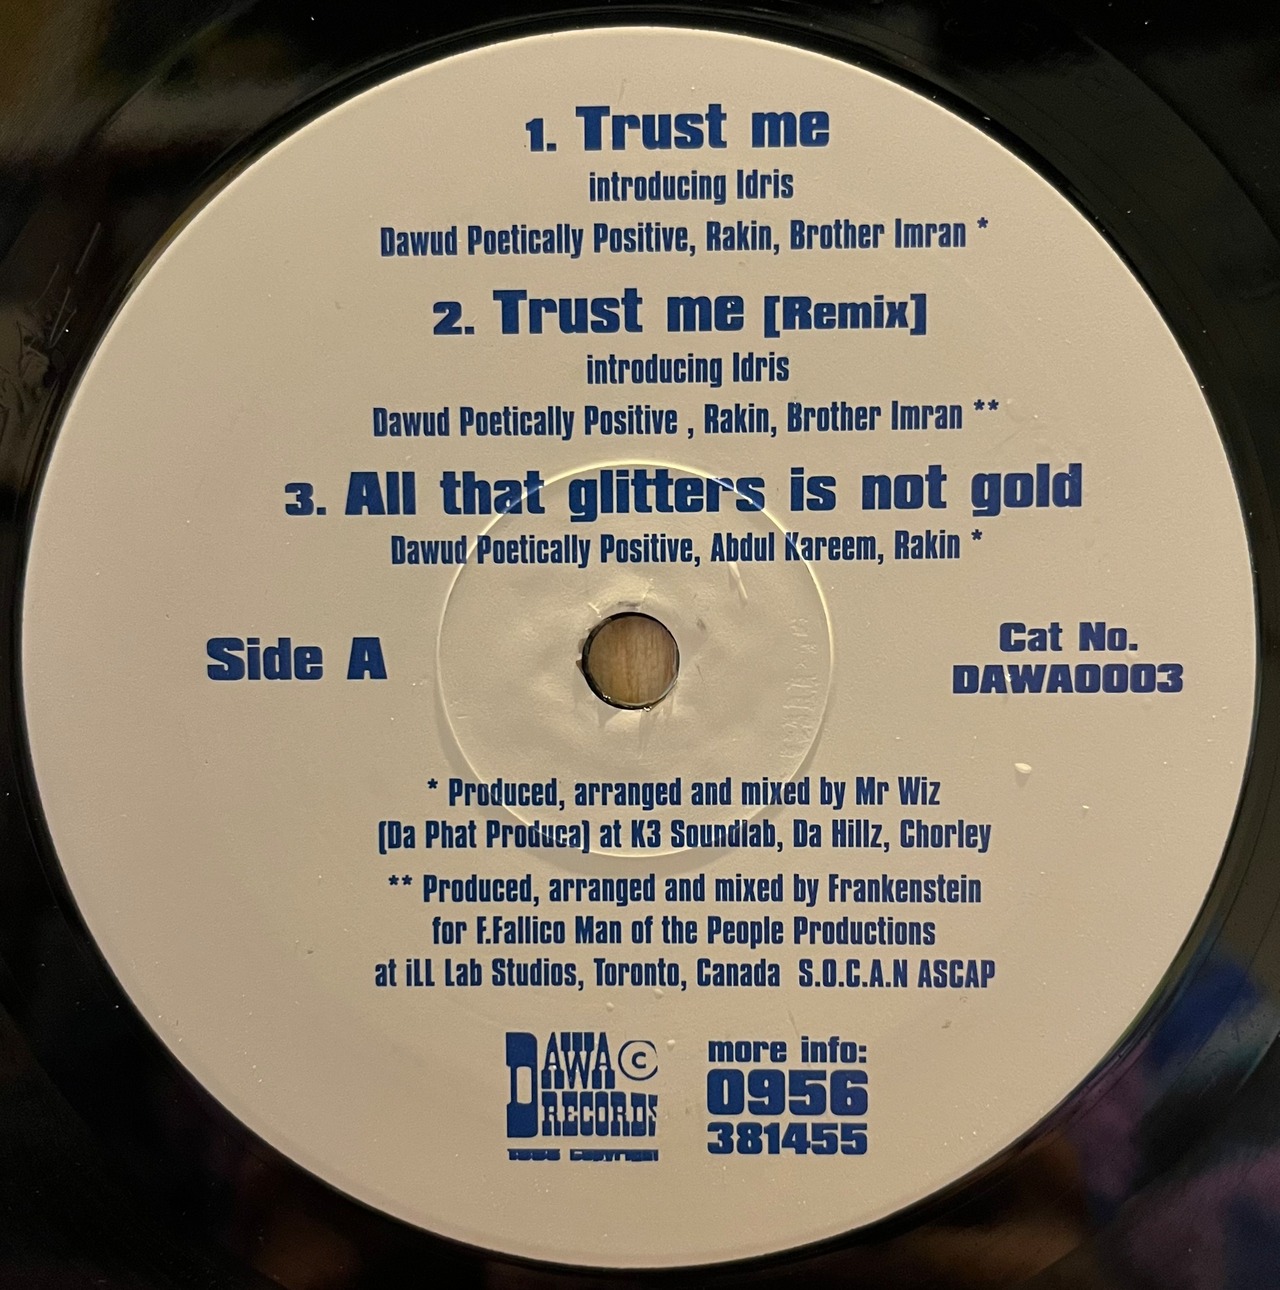 1. Trust me
introducing Idris
Dawud Poetically Positive, Rakin, Brother Imran *
2. Trust me [Remix]
introducing Idris
Dawud Poetically Positive , Rakin, Brother Imran **
3. All that glitters is not gold
Dawud Poetically Positive, Abdul Kareem, Rakin *
Side A
Cat No.
DAWA0003
* Produced, arranged and mixed by Mr Wiz
(Da Phat Produca) at K3 Soundlab, Da Hillz, Chorley
** Produced, arranged and mixed by Frankenstein
for F.Fallico Man of the People Productions
at iLL Lab Studios, Toronto, Canada S.O.C.A.N ASCAP
DAWA ©
RECORDS
more info:
0956
381455